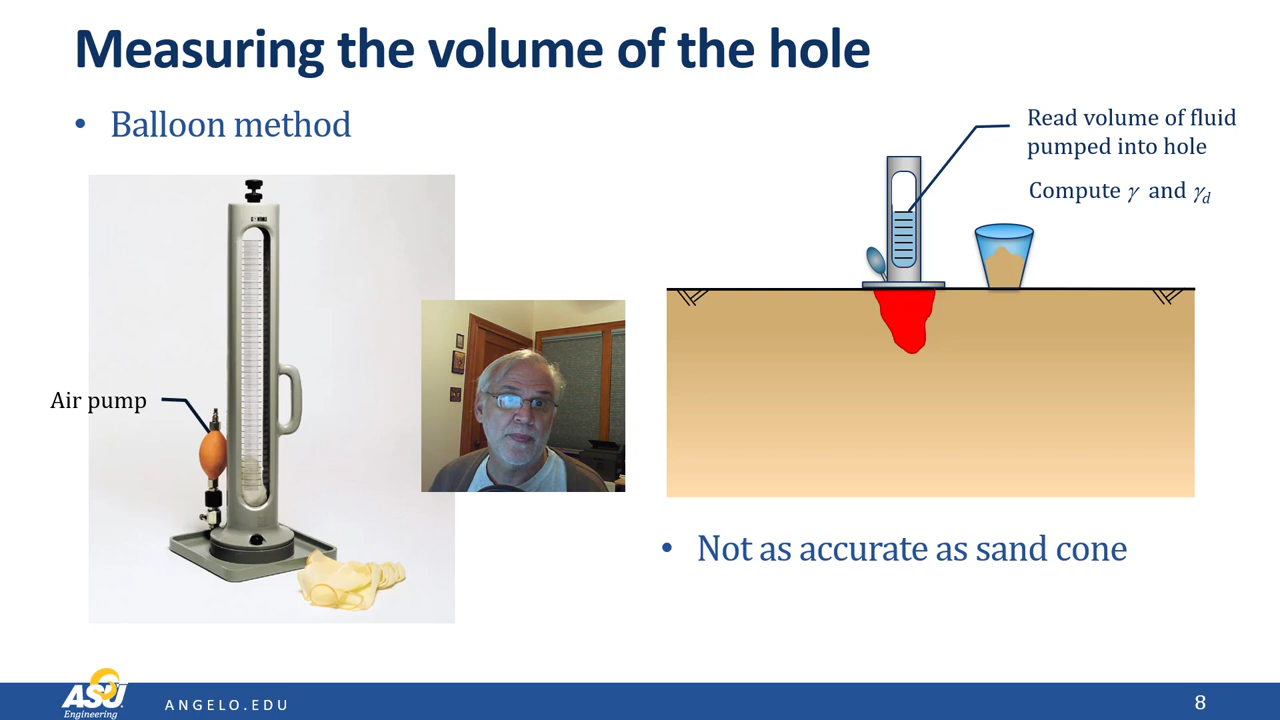 Measuring the volume of the hole
• Balloon method
Read volume of fluid
pumped into hole
Compute γ and γd
Air pump
• Not as accurate as sand cone
ASU
Engineering
ANGELO.EDU
8